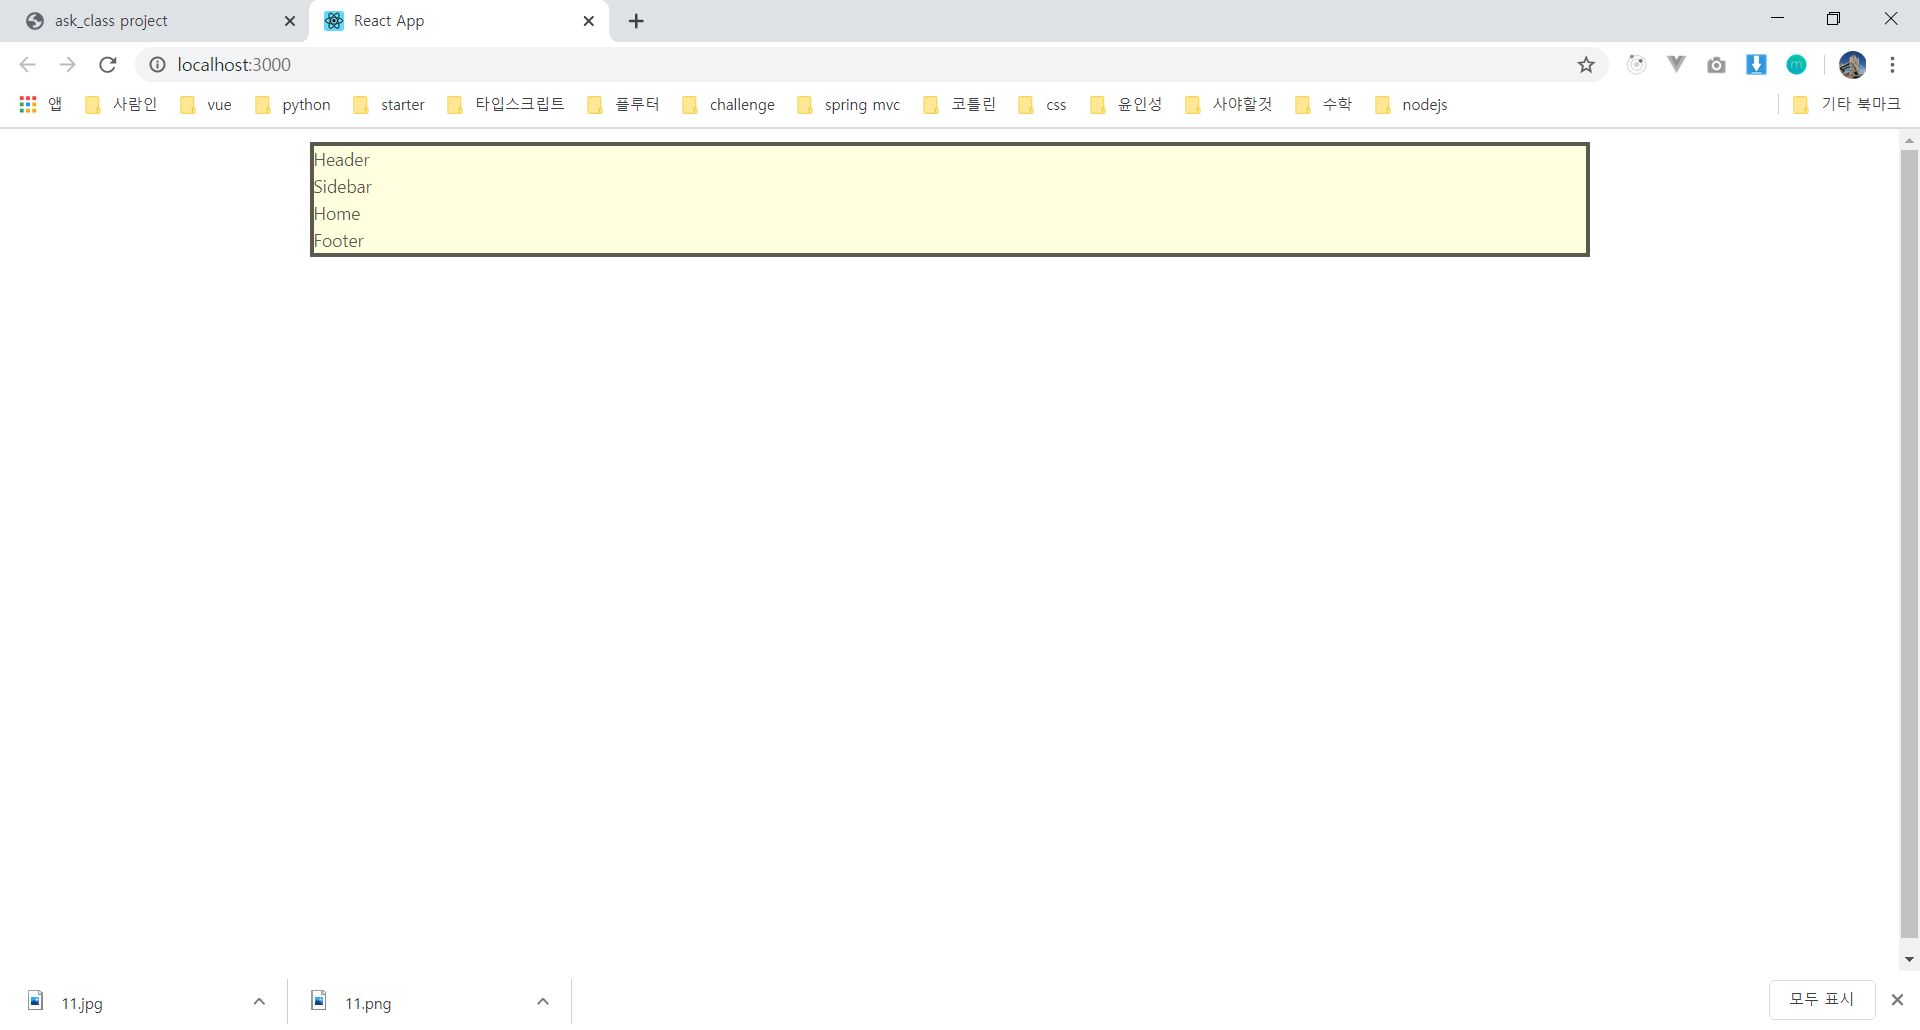 ask_class project
React App
localhost:3000
앱 사람인 vue python starter 타입스크립트 플루터 challenge spring mvc 코틀린 css 윤인성 사야할것 수학 nodejs 기타 북마크
Header
Sidebar
Home
Footer
11.jpg
11.png
모두 표시